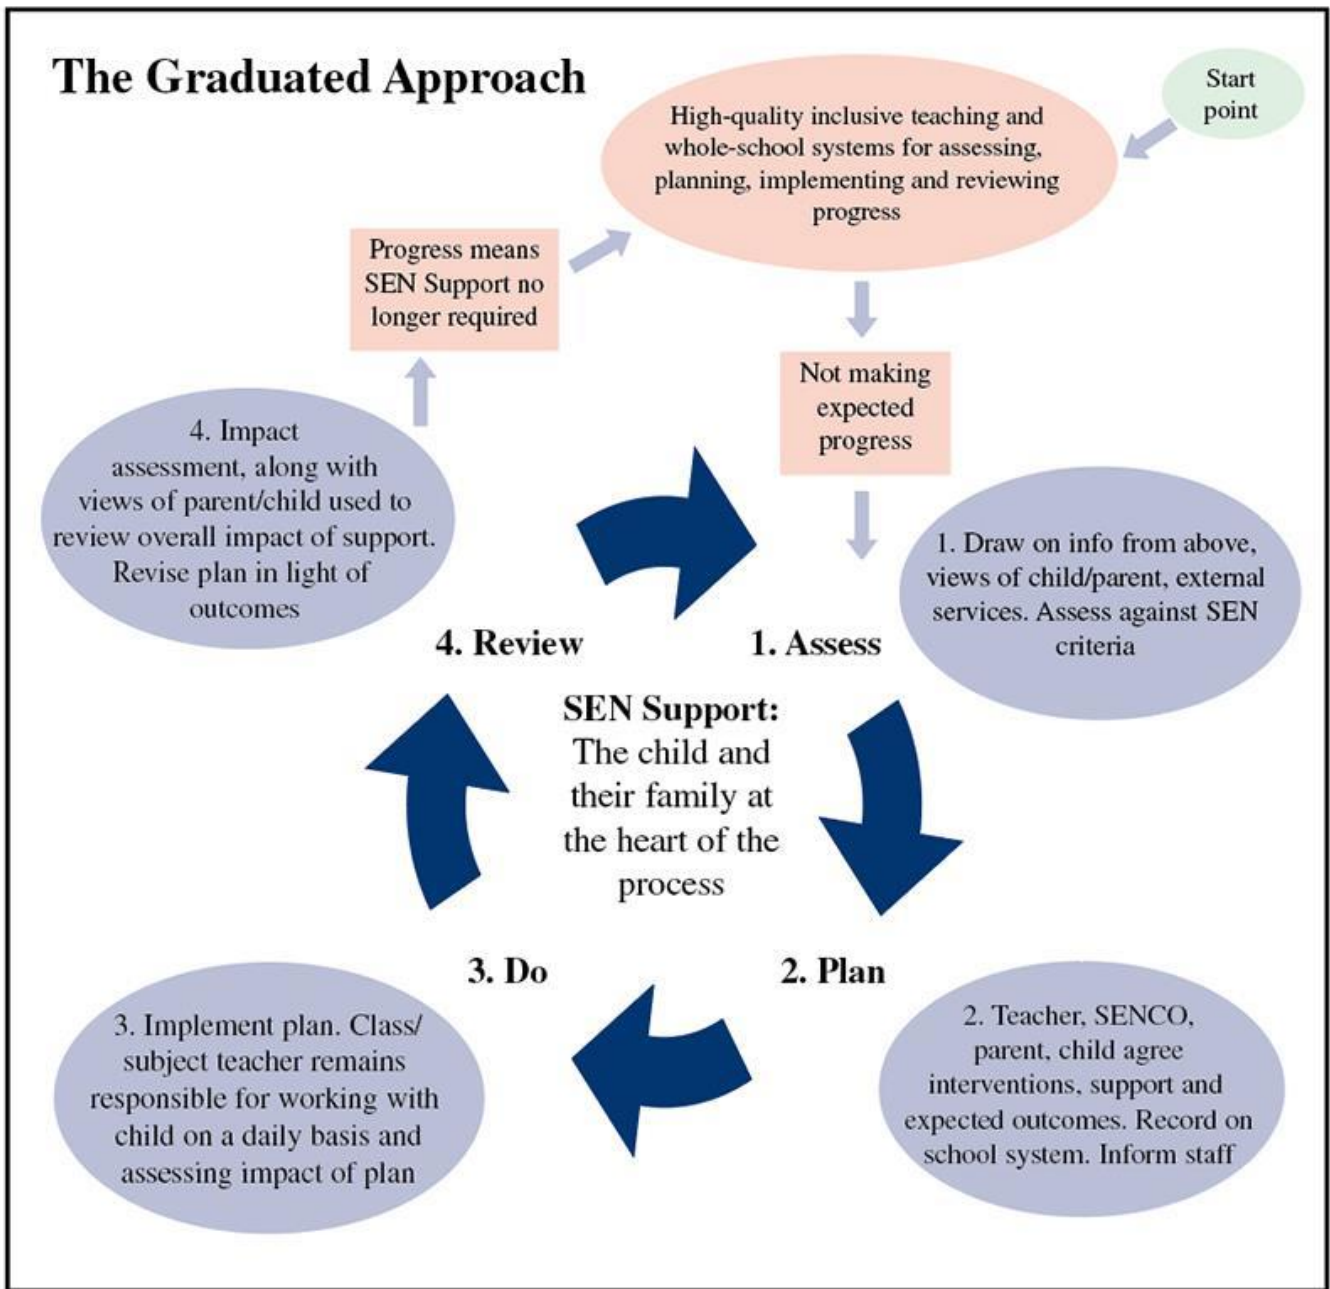 The Graduated Approach
Start
point
High-quality inclusive teaching and
whole-school systems for assessing,
planning, implementing and reviewing
progress
Progress means
SEN Support no
longer required
Not making
expected
progress
4. Impact
assessment, along with
views of parent/child used to
review overall impact of support.
Revise plan in light of
outcomes
1. Draw on info from above,
views of child/parent, external
services. Assess against SEN
criteria
4. Review
1. Assess
SEN Support:
The child and
their family at
the heart of the
process
3. Do
2. Plan
3. Implement plan. Class/
subject teacher remains
responsible for working with
child on a daily basis and
assessing impact of plan
2. Teacher, SENCO,
parent, child agree
interventions, support and
expected outcomes. Record on
school system. Inform staff